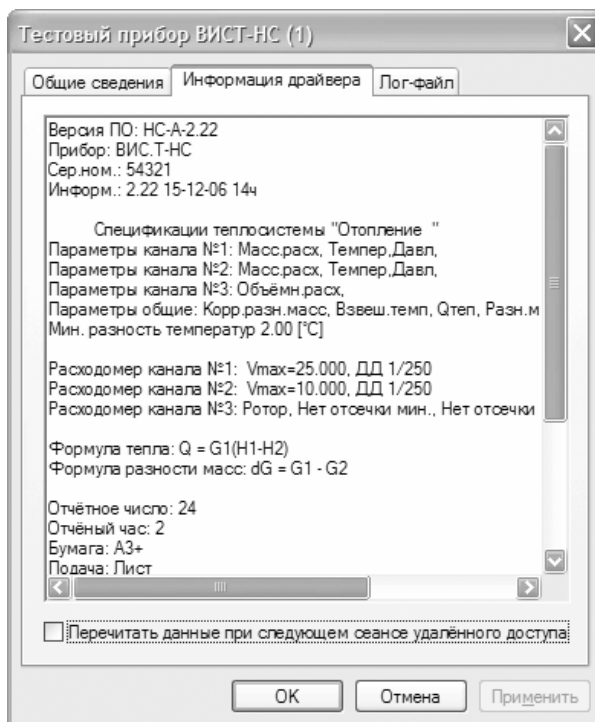 Тестовый прибор ВИСТ-НС (1)
Общие сведения Информация драйвера Лог-файл
Версия ПО: НС-А-2.22
Прибор: ВИС.Т-НС
Сер.ном.: 54321
Информ.: 2.22 15-12-06 14ч
Спецификации теплосистемы "Отопление "
Параметры канала №1: Масс.расх, Темпер,Давл,
Параметры канала №2: Масс.расх, Темпер,Давл,
Параметры канала №3: Объёмн.расх,
Параметры общие: Корр.разн.масс, Взвеш.темп, Qтеп, Разн.м
Мин. разность температур 2.00 [°C]
Расходомер канала №1: Vmax=25.000, ДД 1/250
Расходомер канала №2: Vmax=10.000, ДД 1/250
Расходомер канала №3: Ротор, Нет отсечки мин., Нет отсечки
Формула тепла: Q = G1(H1-H2)
Формула разности масс: dG = G1 - G2
Отчётное число: 24
Отчёный час: 2
Бумага: А3+
Подача: Лист
Перечитать данные при следующем сеансе удалённого доступа
OK Отмена Применить